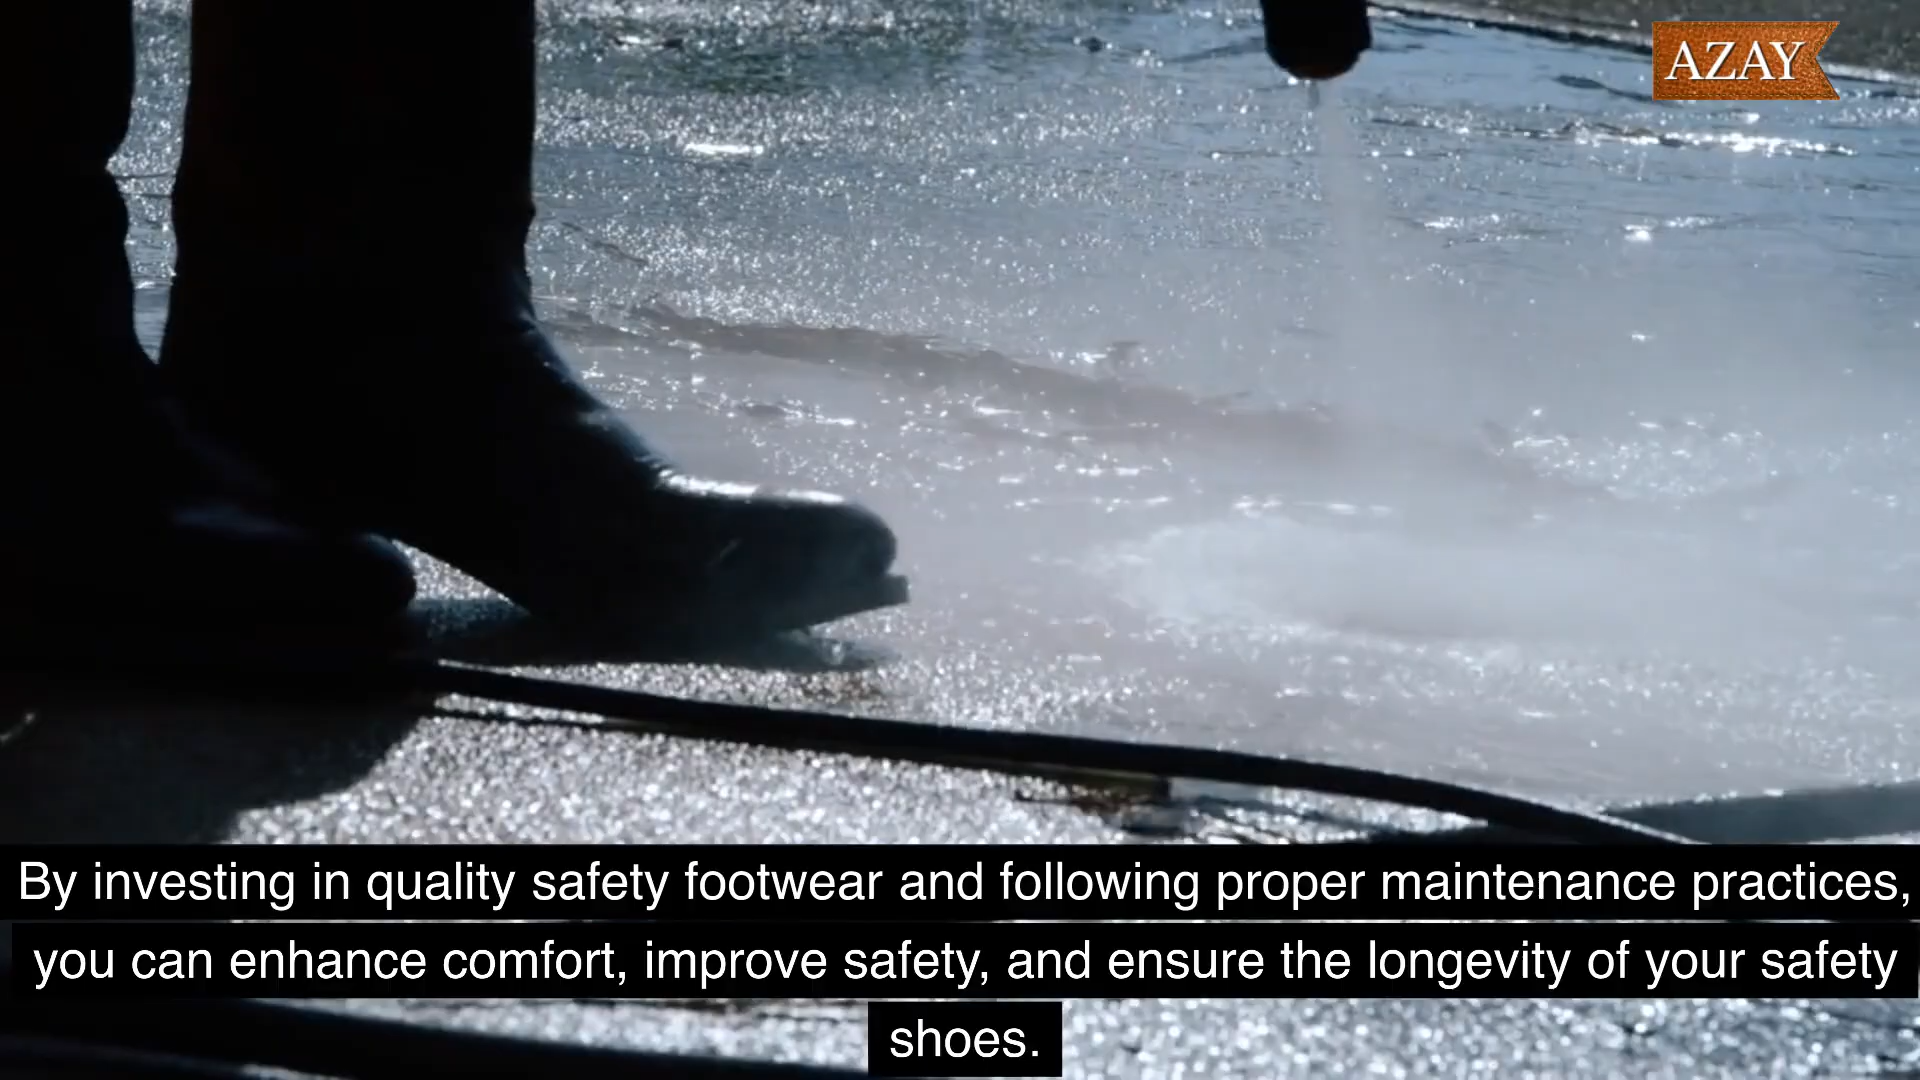 AZAY
By investing in quality safety footwear and following proper maintenance practices,
you can enhance comfort, improve safety, and ensure the longevity of your safety
shoes.